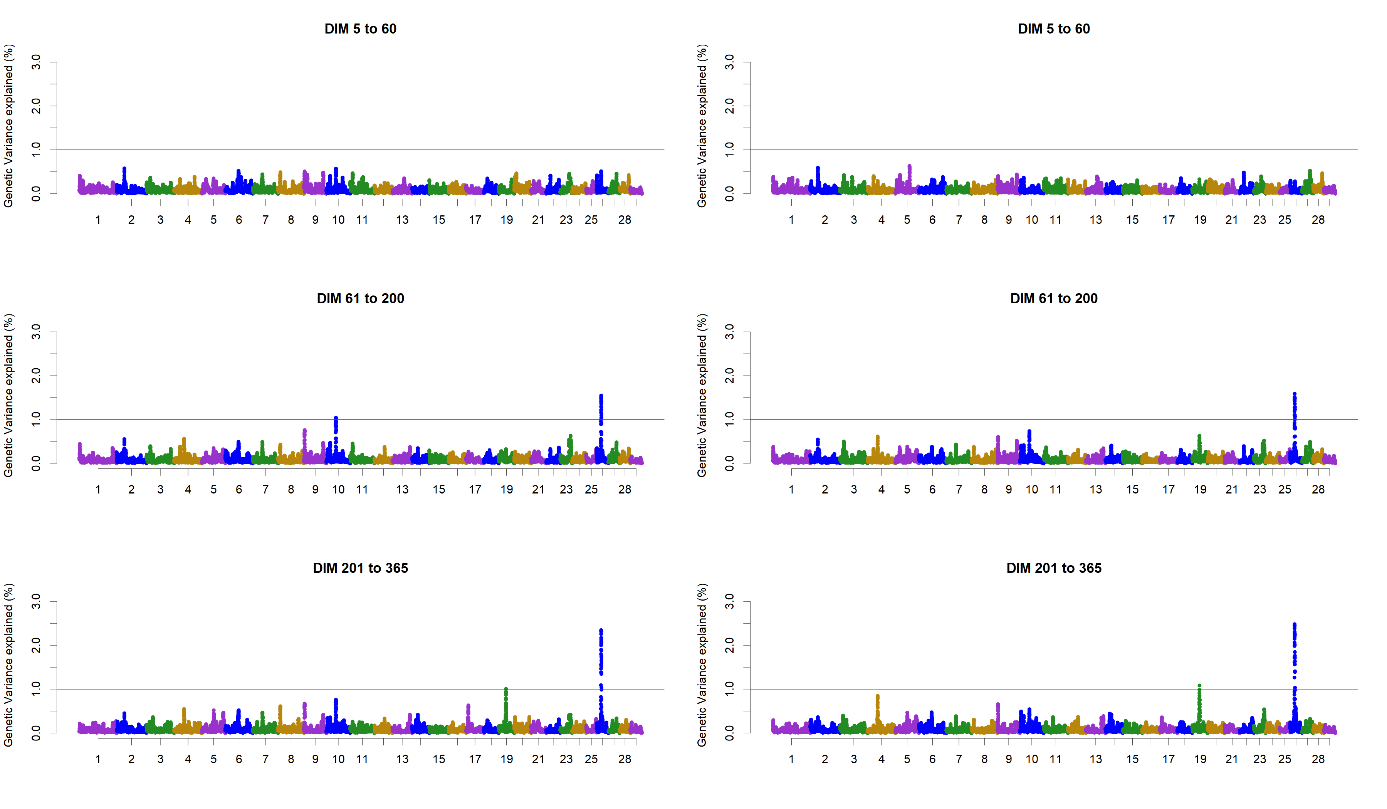 DIM 5 to 60
Genetic Variance explained (%)
3.0
2.0
1.0
0.0
1 2 3 4 5 6 7 8 9 10 11 13 15 17 19 21 23 25 28
DIM 5 to 60
Genetic Variance explained (%)
3.0
2.0
1.0
0.0
1 2 3 4 5 6 7 8 9 10 11 13 15 17 19 21 23 25 28
DIM 61 to 200
Genetic Variance explained (%)
3.0
2.0
1.0
0.0
1 2 3 4 5 6 7 8 9 10 11 13 15 17 19 21 23 25 28
DIM 61 to 200
Genetic Variance explained (%)
3.0
2.0
1.0
0.0
1 2 3 4 5 6 7 8 9 10 11 13 15 17 19 21 23 25 28
DIM 201 to 365
Genetic Variance explained (%)
3.0
2.0
1.0
0.0
1 2 3 4 5 6 7 8 9 10 11 13 15 17 19 21 23 25 28
DIM 201 to 365
Genetic Variance explained (%)
3.0
2.0
1.0
0.0
1 2 3 4 5 6 7 8 9 10 11 13 15 17 19 21 23 25 28